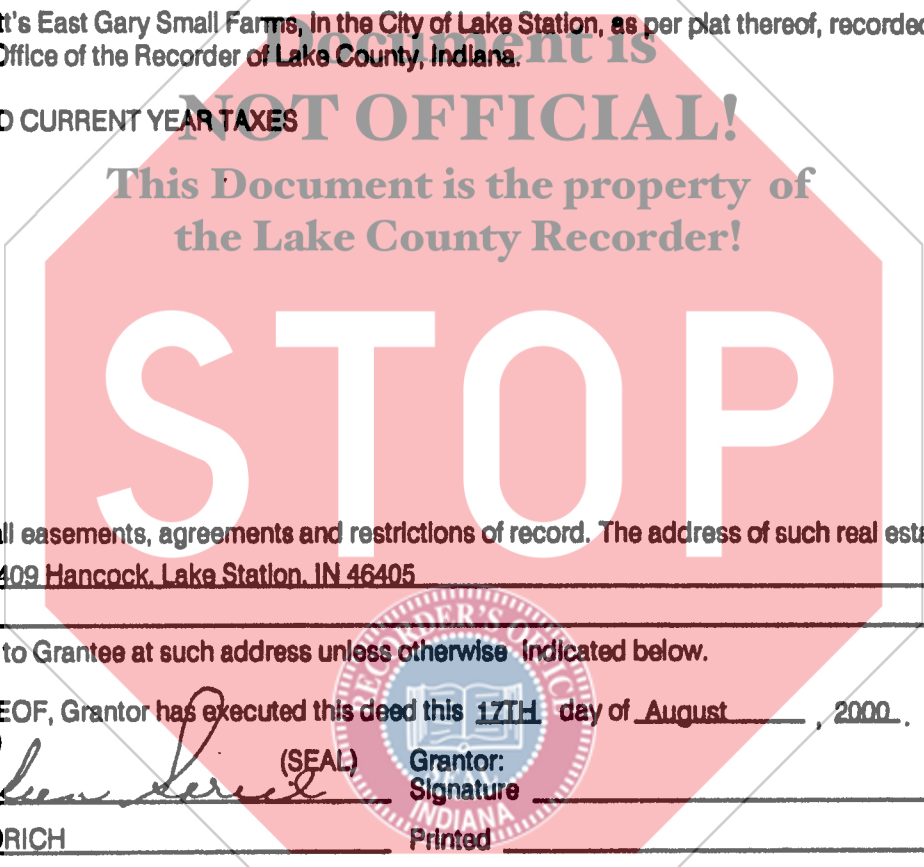 t's East Gary Small Farms, in the City of Lake Station, as per plat thereof, recorded
Office of the Recorder of Lake County, Indiana.
Document is
D CURRENT YEAR TAXES
NOT OFFICIAL!
This Document is the property of
the Lake County Recorder!
STOP
ll easements, agreements and restrictions of record. The address of such real esta
409 Hancock, Lake Station, IN 46405
RECORDER'S OFFICE
to Grantee at such address unless otherwise indicated below.
EOF, Grantor has executed this deed this 17TH day of August, 2000.
(SEAL) Grantor:
Signature
SEAL
INDIANA
RICH Printed